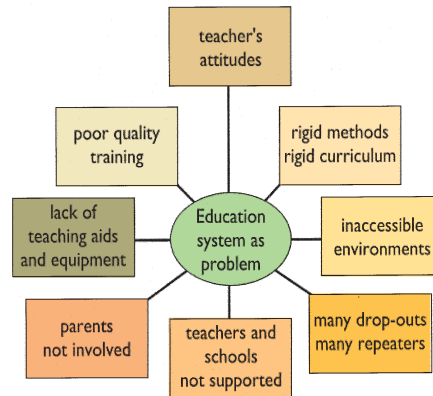 teacher's
attitudes
poor quality
training
rigid methods
rigid curriculum
lack of
teaching aids
and equipment
Education
system as
problem
inaccessible
environments
parents
not involved
teachers and
schools
not supported
many drop-outs
many repeaters